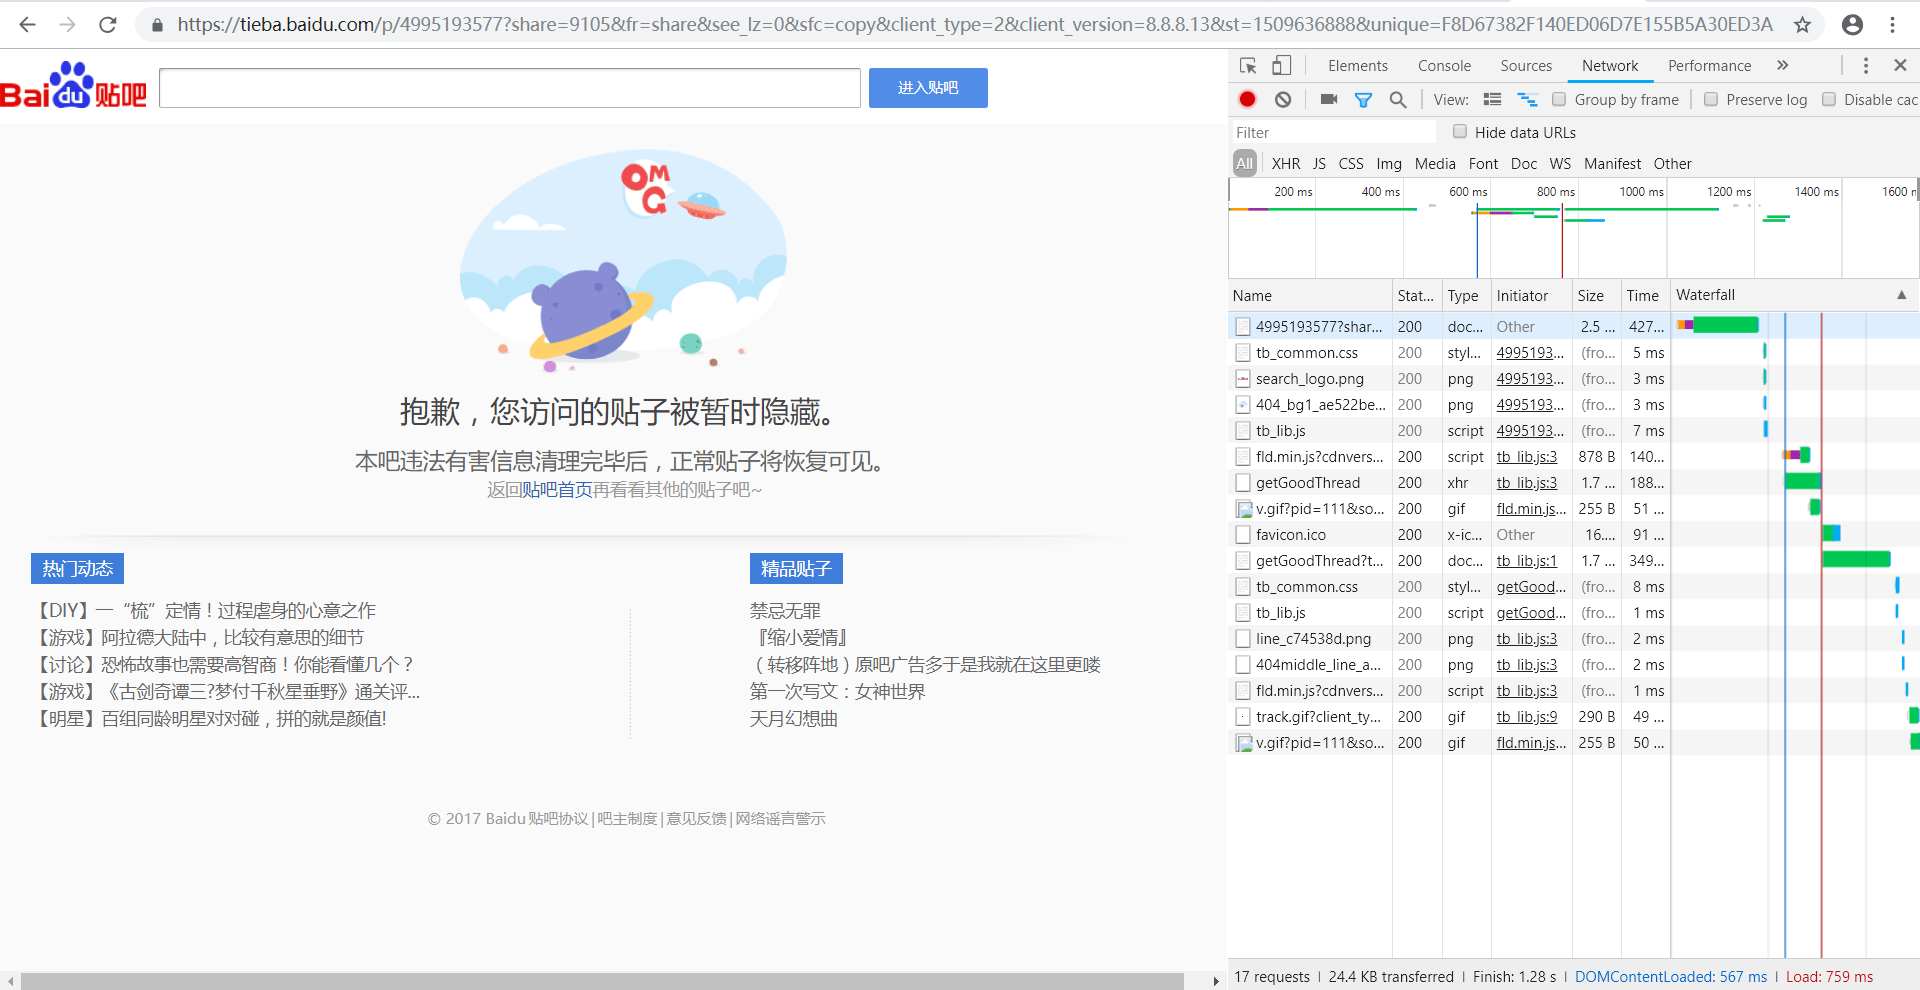 https://tieba.baidu.com/p/4995193577?share=9105&fr=share&see_lz=0&sfc=copy&client_type=2&client_version=8.8.8.13&st=1509636888&unique=F8D67382F140ED06D7E155B5A30ED3A
Bai du 贴吧
进入贴吧
OMG
抱歉，您访问的贴子被暂时隐藏。
本吧违法有害信息清理完毕后，正常贴子将恢复可见。
返回贴吧首页再看看其他的贴子吧~
热门动态
【DIY】一“梳”定情！过程虐身的心意之作
【游戏】阿拉德大陆中，比较有意思的细节
【讨论】恐怖故事也需要高智商！你能看懂几个？
【游戏】《古剑奇谭三?梦付千秋星垂野》通关评...
【明星】百组同龄明星对对碰，拼的就是颜值!
精品贴子
禁忌无罪
『缩小爱情』
（转移阵地）原吧广告多于是我就在这里更喽
第一次写文：女神世界
天月幻想曲
© 2017 Baidu 贴吧协议|吧主制度|意见反馈|网络谣言警示
Elements Console Sources Network Performance »
View: Group by frame Preserve log Disable cac
Filter Hide data URLs
All XHR JS CSS Img Media Font Doc WS Manifest Other
200 ms 400 ms 600 ms 800 ms 1000 ms 1200 ms 1400 ms 1600 m
Name Stat... Type Initiator Size Time Waterfall
4995193577?shar... 200 doc... Other 2.5 ... 427...
tb_common.css 200 styl... 4995193... (fro... 5 ms
search_logo.png 200 png 4995193... (fro... 3 ms
404_bg1_ae522be... 200 png 4995193... (fro... 3 ms
tb_lib.js 200 script 4995193... (fro... 7 ms
fld.min.js?cdnvers... 200 script tb_lib.js:3 878 B 140...
getGoodThread 200 xhr tb_lib.js:3 1.7 ... 188...
v.gif?pid=111&so... 200 gif fld.min.js... 255 B 51 ...
favicon.ico 200 x-ic... Other 16.... 91 ...
getGoodThread?t... 200 doc... tb_lib.js:1 1.7 ... 349...
tb_common.css 200 styl... getGood... (fro... 8 ms
tb_lib.js 200 script getGood... (fro... 1 ms
line_c74538d.png 200 png tb_lib.js:3 (fro... 2 ms
404middle_line_a... 200 png tb_lib.js:3 (fro... 2 ms
fld.min.js?cdnvers... 200 script tb_lib.js:3 (fro... 1 ms
track.gif?client_ty... 200 gif tb_lib.js:9 290 B 49 ...
v.gif?pid=111&so... 200 gif fld.min.js... 255 B 50 ...
17 requests | 24.4 KB transferred | Finish: 1.28 s | DOMContentLoaded: 567 ms | Load: 759 ms